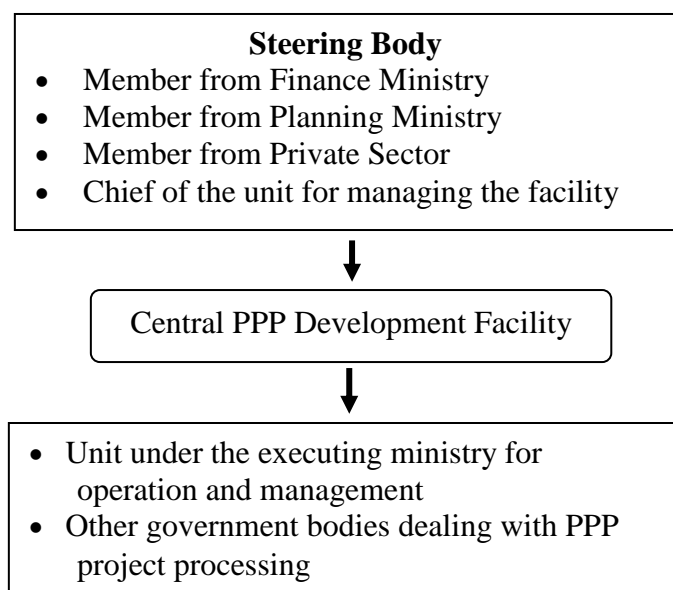 Steering Body
• Member from Finance Ministry
• Member from Planning Ministry
• Member from Private Sector
• Chief of the unit for managing the facility
Central PPP Development Facility
• Unit under the executing ministry for
operation and management
• Other government bodies dealing with PPP
project processing